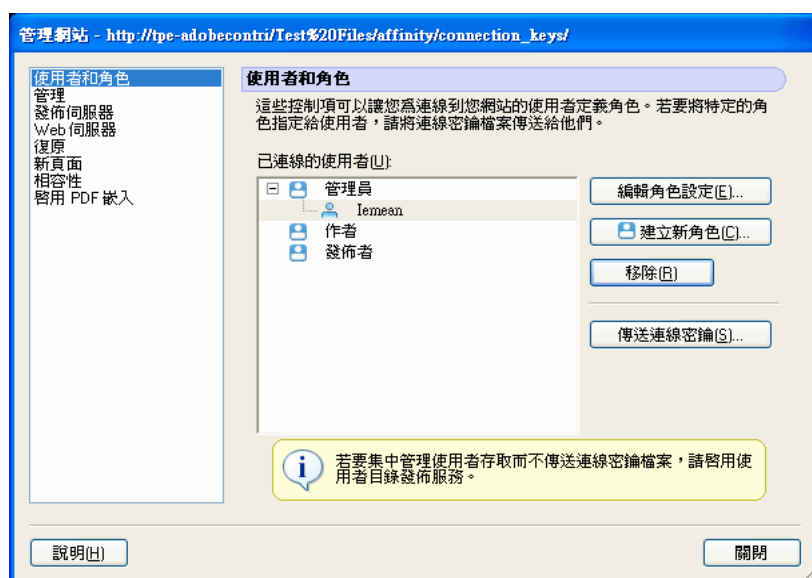 管理網站 - http://tpe-adobecontri/Test%20Files/affinity/connection_keys/
使用者和角色
管理
發佈伺服器
Web 伺服器
復原
新頁面
相容性
啓用 PDF 嵌入
使用者和角色
這些控制項可以讓您爲連線到您網站的使用者定義角色。若要將特定的角
色指定給使用者，請將連線密鑰檔案傳送給他們。
已連線的使用者(U):
管理員
Iemean
作者
發佈者
編輯角色設定(E)...
建立新角色(C)...
移除(R)
傳送連線密鑰(S)...
若要集中管理使用者存取而不傳送連線密鑰檔案，請啓用使
用者目錄發佈服務。
說明(H)
關閉